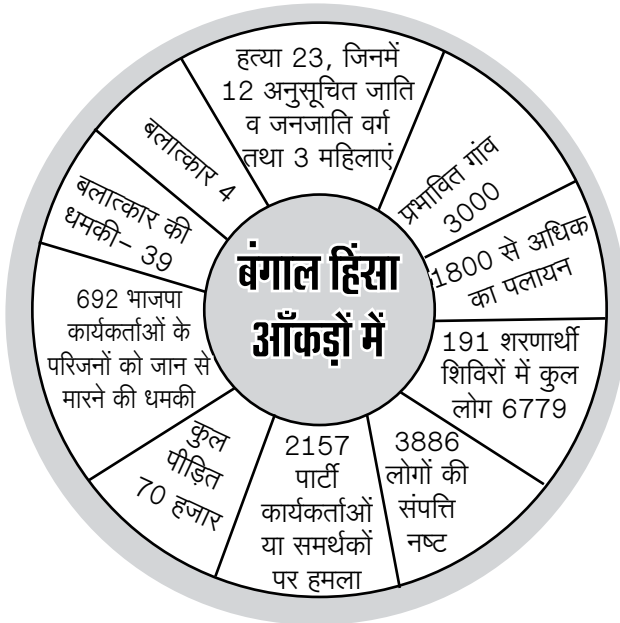 बंगाल हिंसा
आँकड़ों में
हत्या 23, जिनमें
12 अनुसूचित जाति
व जनजाति वर्ग
तथा 3 महिलाएं
प्रभावित गांव
3000
1800 से अधिक
का पलायन
191 शरणार्थी
शिविरों में कुल
लोग 6779
3886
लोगों की
संपत्ति
नष्ट
2157
पार्टी
कार्यकर्ताओं
या समर्थकों
पर हमला
कुल
पीड़ित
70 हजार
692 भाजपा
कार्यकर्ताओं के
परिजनों को जान से
मारने की धमकी
बलात्कार की
धमकी– 39
बलात्कार 4